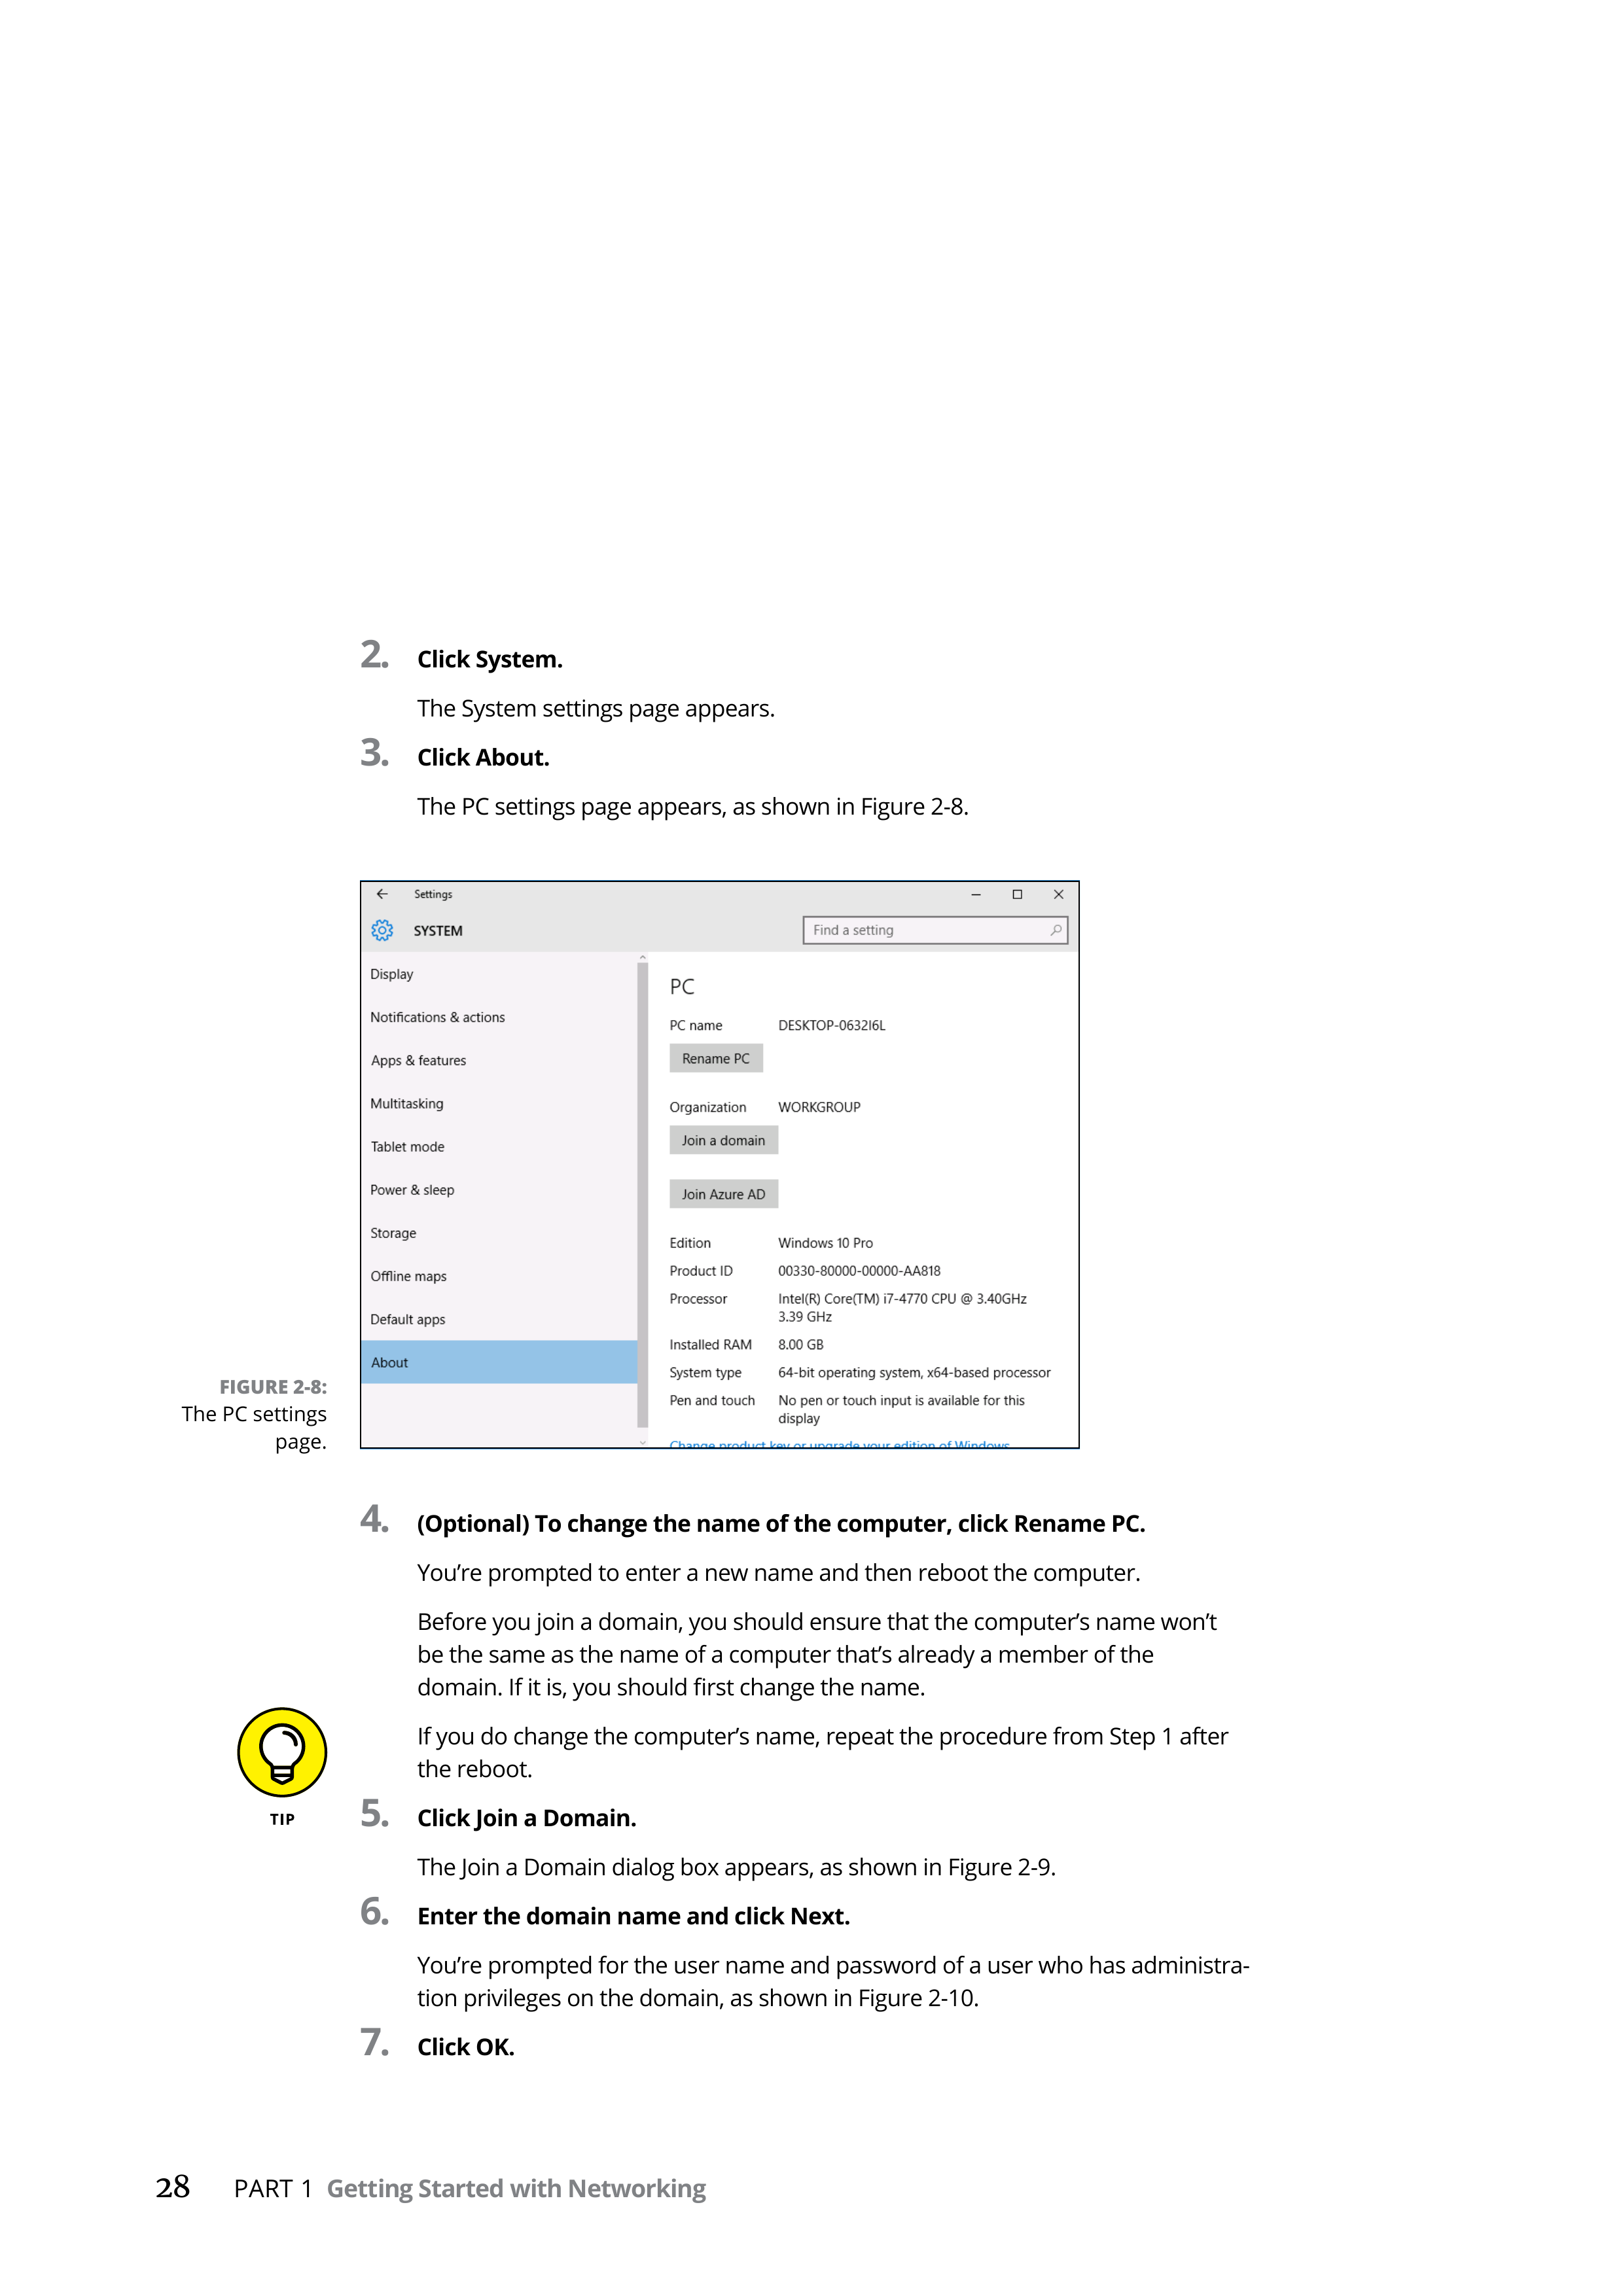 2. Click System.
The System settings page appears.
3. Click About.
The PC settings page appears, as shown in Figure 2-8.
Settings
SYSTEM
Find a setting
Display
Notifications & actions
Apps & features
Multitasking
Tablet mode
Power & sleep
Storage
Offline maps
Default apps
About
PC
PC name DESKTOP-0632I6L
Rename PC
Organization WORKGROUP
Join a domain
Join Azure AD
Edition Windows 10 Pro
Product ID 00330-80000-00000-AA818
Processor Intel(R) Core(TM) i7-4770 CPU @ 3.40GHz
3.39 GHz
Installed RAM 8.00 GB
System type 64-bit operating system, x64-based processor
Pen and touch No pen or touch input is available for this
display
Change product key or upgrade your edition of Windows
FIGURE 2-8:
The PC settings
page.
4. (Optional) To change the name of the computer, click Rename PC.
You're prompted to enter a new name and then reboot the computer.
Before you join a domain, you should ensure that the computer's name won't
be the same as the name of a computer that's already a member of the
domain. If it is, you should first change the name.
If you do change the computer's name, repeat the procedure from Step 1 after
the reboot.
TIP
5. Click Join a Domain.
The Join a Domain dialog box appears, as shown in Figure 2-9.
6. Enter the domain name and click Next.
You're prompted for the user name and password of a user who has administra-
tion privileges on the domain, as shown in Figure 2-10.
7. Click OK.
28 PART 1 Getting Started with Networking